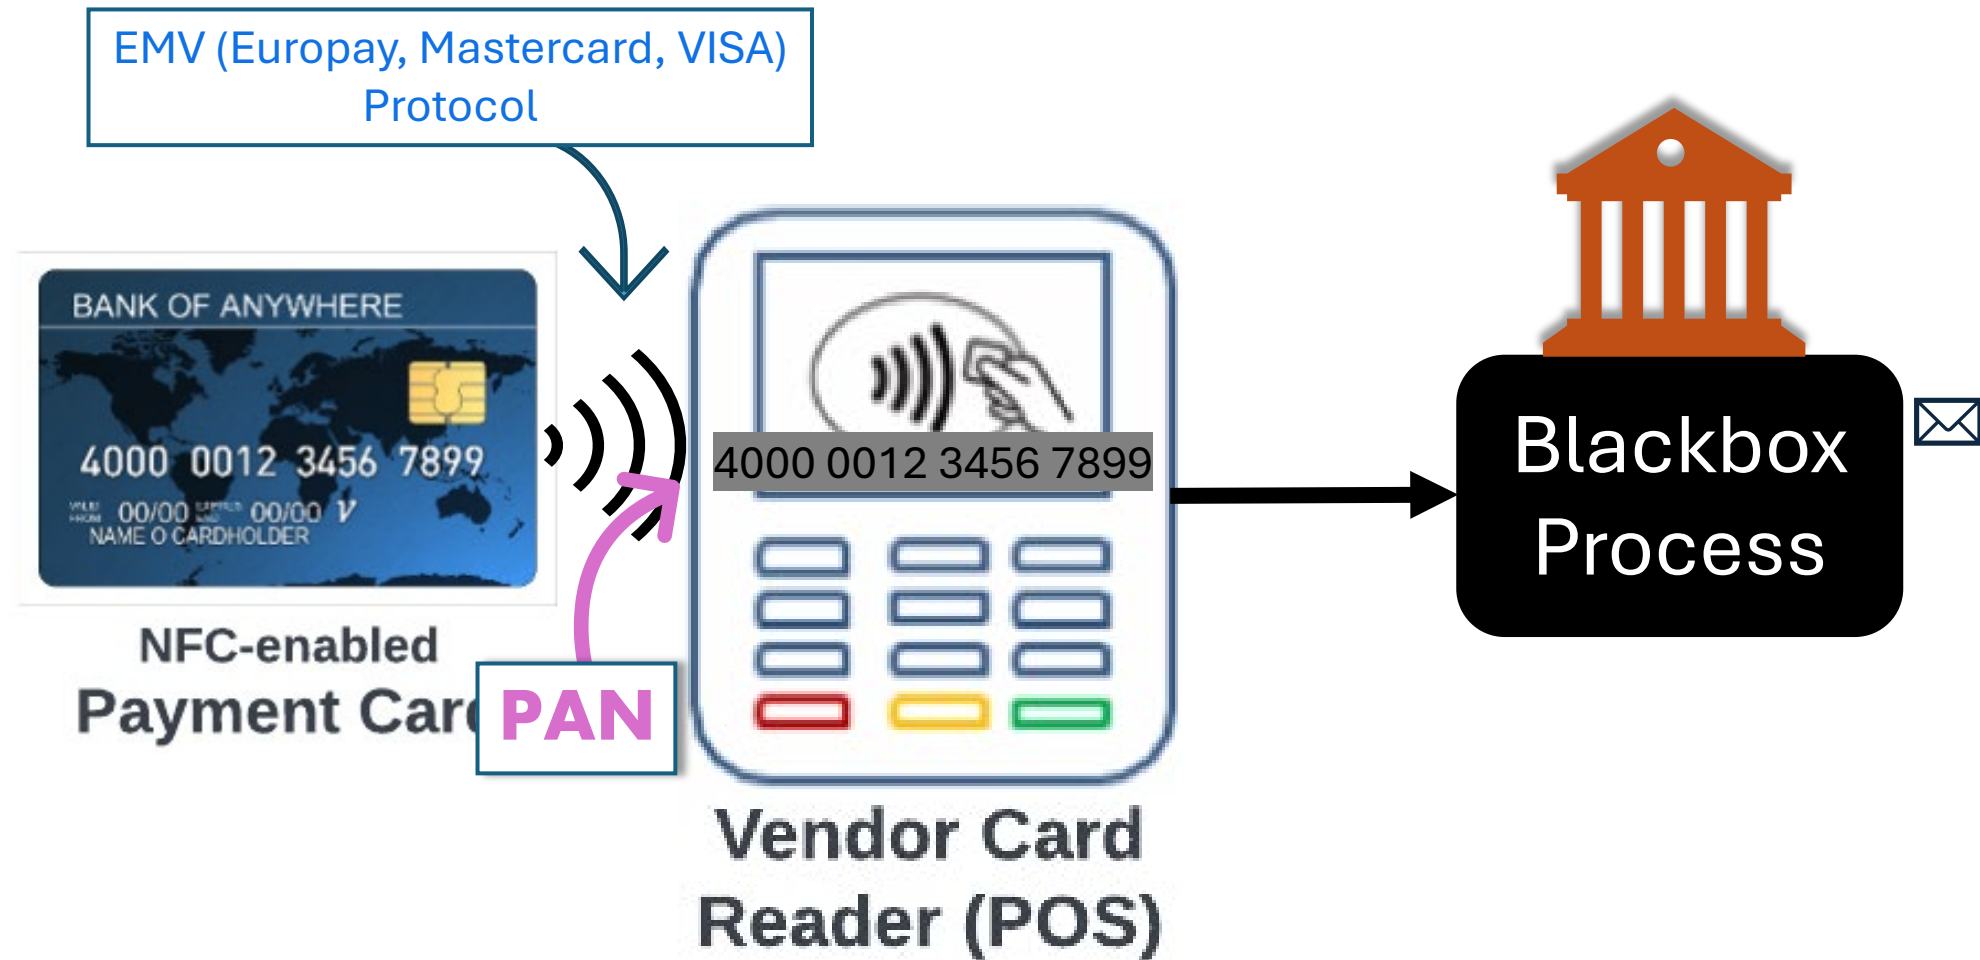 EMV (Europay, Mastercard, VISA)
Protocol
BANK OF ANYWHERE
4000 0012 3456 7899
00/00 00/00 V
NAME O CARDHOLDER
NFC-enabled
Payment Card
PAN
4000 0012 3456 7899
Vendor Card
Reader (POS)
Blackbox
Process